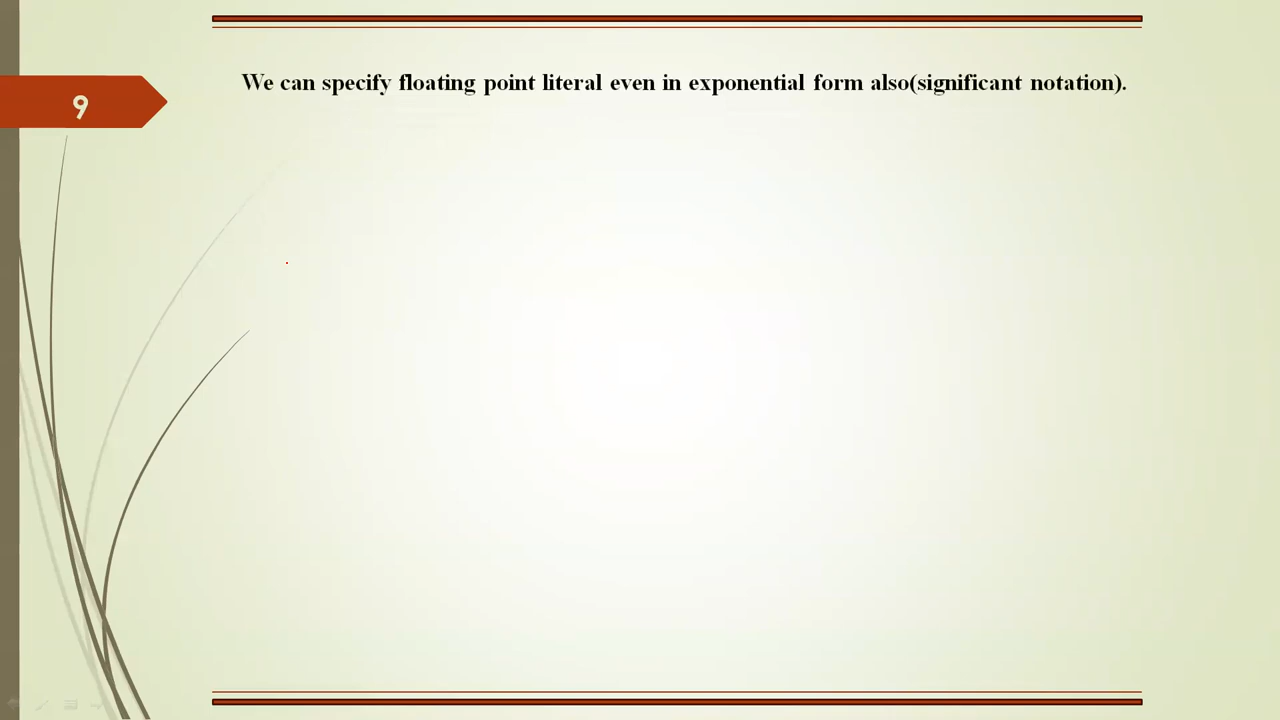 We can specify floating point literal even in exponential form also(significant notation).
9